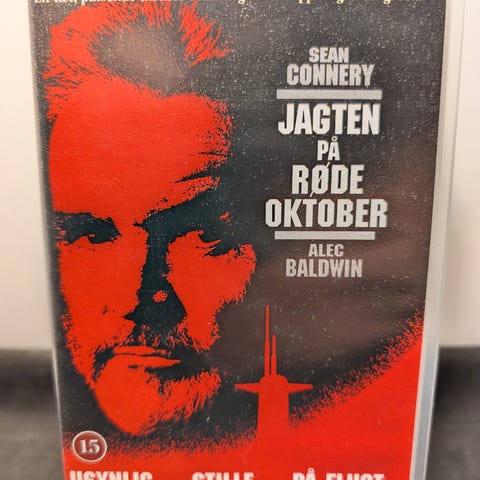 SEAN
CONNERY
JAGTEN
PÅ
RØDE
OKTOBER
ALEC
BALDWIN
15
USYNLIG STILLE PÅ FLUGT